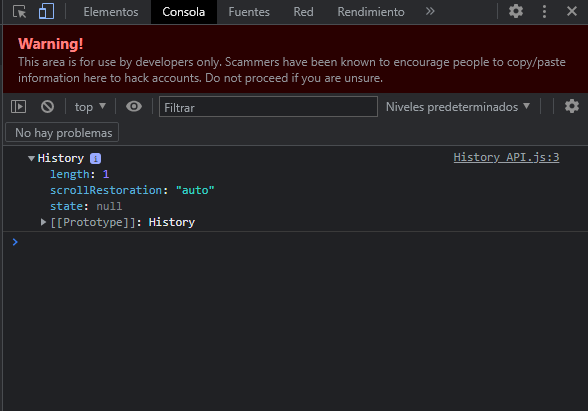 Elementos Consola Fuentes Red Rendimiento »
Warning!
This area is for use by developers only. Scammers have been known to encourage people to copy/paste
information here to hack accounts. Do not proceed if you are unsure.
top ▼ Filtrar Niveles predeterminados ▼
No hay problemas
▼History i History API.js:3
length: 1
scrollRestoration: "auto"
state: null
▶[[Prototype]]: History
>